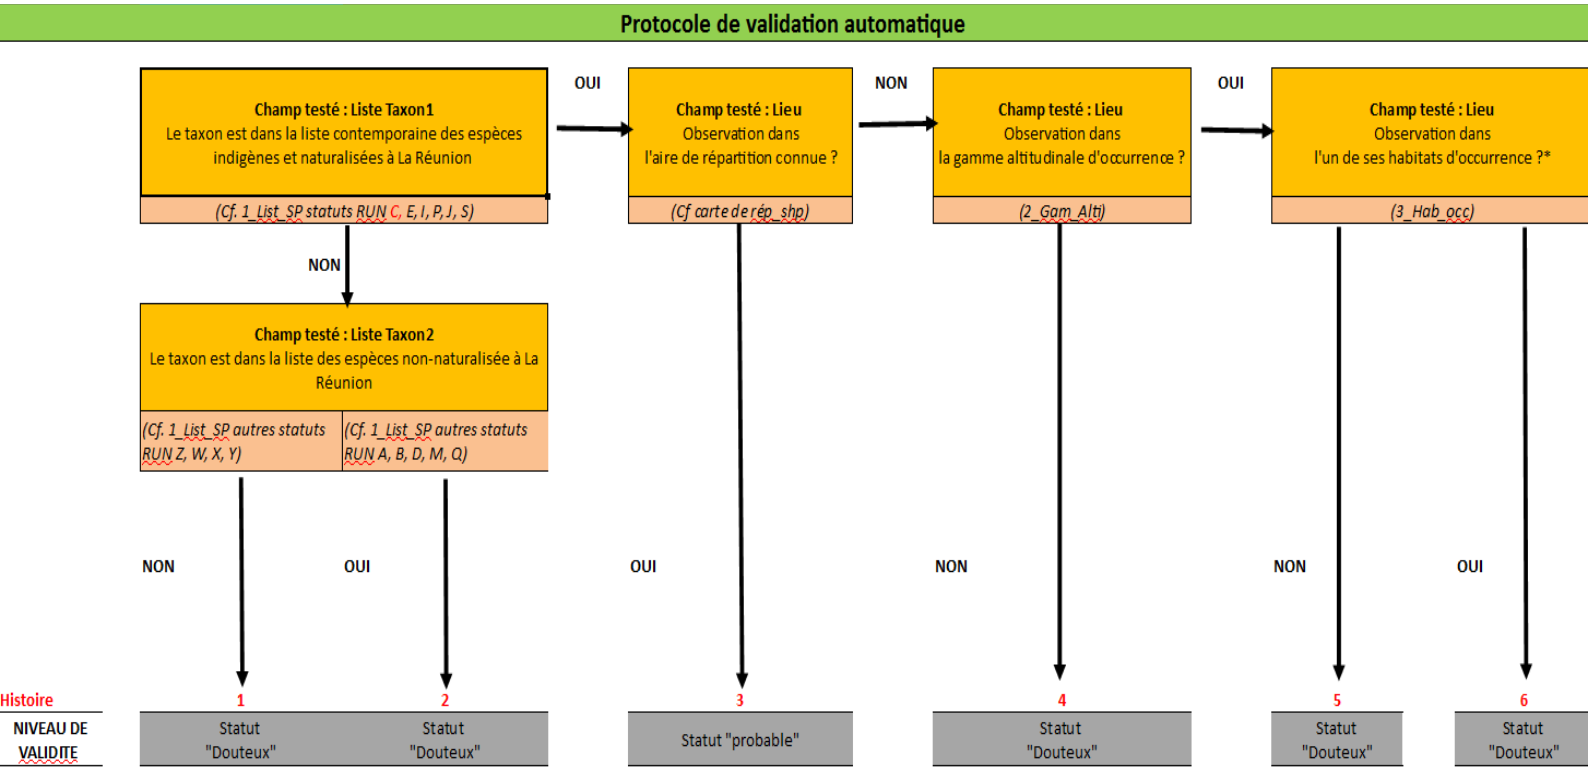 Protocole de validation automatique
Champ testé : Liste Taxon1
Le taxon est dans la liste contemporaine des espèces
indigènes et naturalisées à La Réunion
(Cf. 1_List_SP statuts RUN C, E, I, P, J, S)
OUI
Champ testé : Lieu
Observation dans
l'aire de répartition connue ?
(Cf carte de rép_shp)
NON
Champ testé : Lieu
Observation dans
la gamme altitudinale d'occurrence ?
(2_Gam_Alti)
OUI
Champ testé : Lieu
Observation dans
l'un de ses habitats d'occurrence ?*
(3_Hab_occ)
NON
Champ testé : Liste Taxon2
Le taxon est dans la liste des espèces non-naturalisée à La
Réunion
(Cf. 1_List_SP autres statuts
RUN Z, W, X, Y)
(Cf. 1_List_SP autres statuts
RUN A, B, D, M, Q)
NON
OUI
OUI
NON
NON
OUI
Histoire
1
2
3
4
5
6
NIVEAU DE
VALIDITE
Statut
"Douteux"
Statut
"Douteux"
Statut "probable"
Statut
"Douteux"
Statut
"Douteux"
Statut
"Douteux"